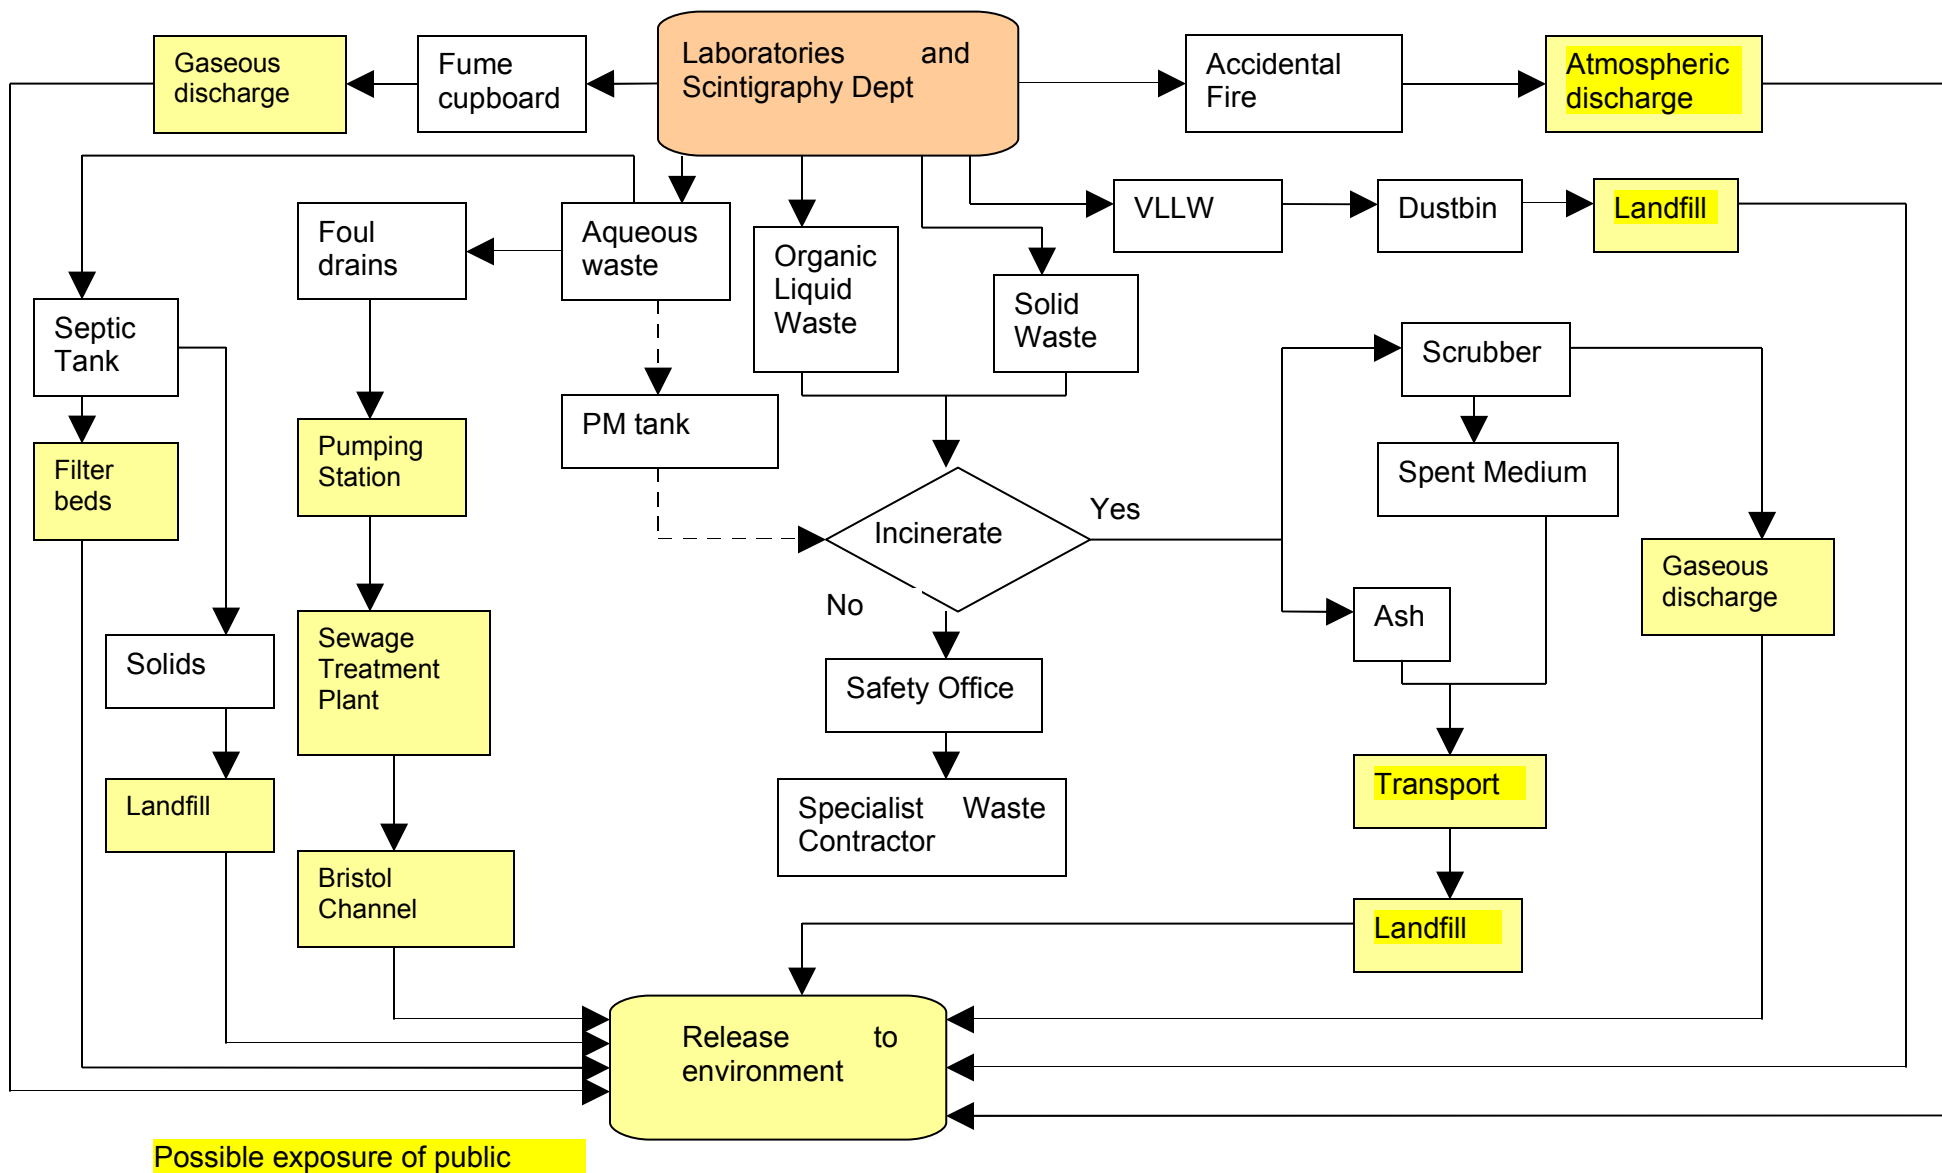 Gaseous
discharge
Fume
cupboard
Laboratories and
Scintigraphy Dept
Accidental
Fire
Atmospheric
discharge
Foul
drains
Aqueous
waste
Organic
Liquid
Waste
Solid
Waste
VLLW
Dustbin
Landfill
Septic
Tank
Scrubber
PM tank
Pumping
Station
Filter
beds
Spent Medium
Incinerate
Yes
No
Gaseous
discharge
Ash
Solids
Sewage
Treatment
Plant
Safety Office
Landfill
Specialist Waste
Contractor
Transport
Bristol
Channel
Landfill
Release to
environment
Possible exposure of public